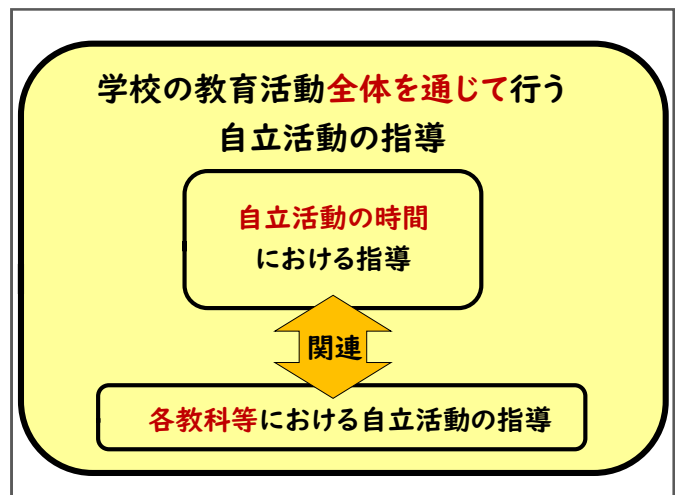 学校の教育活動全体を通じて行う
自立活動の指導
自立活動の時間
における指導
関連
各教科等における自立活動の指導